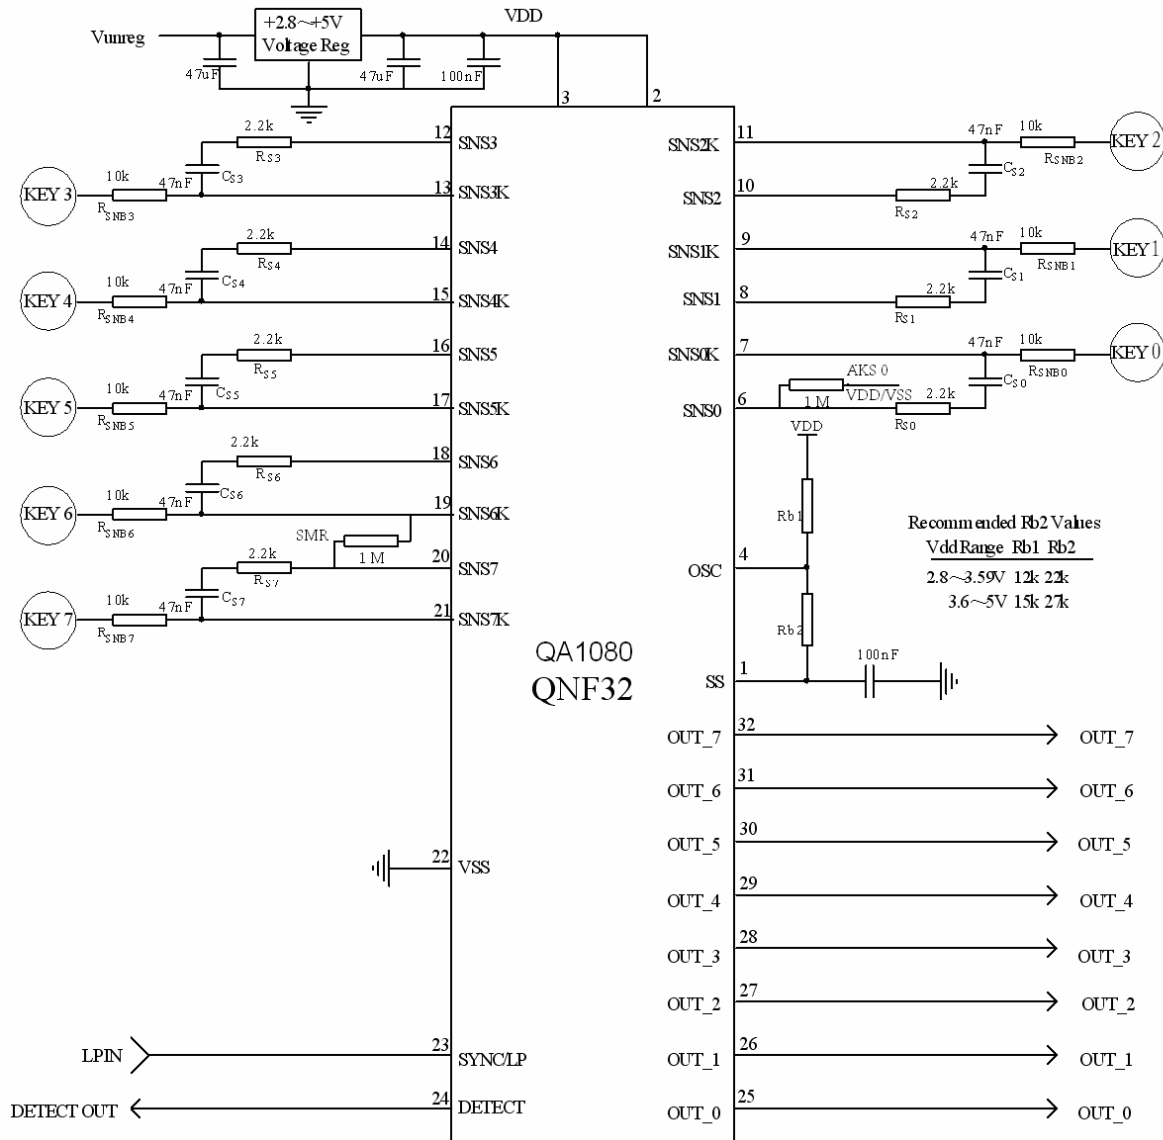 +2.8~+5V
Voltage Reg
VDD
Vunreg
47uF
47uF
100nF
3
2
2.2k
12
SNS3
RS3
CS3
KEY 3
10k
47nF
13
SNS3K
RSNB3
2.2k
14
SNS4
RS4
CS4
KEY 4
10k
47nF
15
SNS4K
RSNB4
2.2k
16
SNS5
RS5
CS5
KEY 5
10k
47nF
17
SNS5K
RSNB5
2.2k
18
SNS6
RS6
CS6
KEY 6
10k
47nF
19
SNS6K
RSNB6
SMR
1 M
2.2k
20
SNS7
RS7
CS7
KEY 7
10k
47nF
21
SNS7K
RSNB7
22
VSS
LPIN
23
SYNC/LP
DETECT OUT
24
DETECT
QA1080
QNF32
SNS2K
11
47nF
10k
KEY 2
RSNB2
CS2
SNS2
10
2.2k
RS2
SNS1K
9
47nF
10k
KEY 1
RSNB1
CS1
SNS1
8
2.2k
RS1
SNS0K
7
47nF
10k
KEY 0
RSNB0
CS0
AKS 0
VDD/VSS
1 M
SNS0
6
2.2k
RS0
VDD
Rb1
OSC
4
Rb2
Recommended Rb2 Values
Vdd Range Rb1 Rb2
2.8~3.59V 12k 22k
3.6~5V 15k 27k
SS
1
100nF
OUT_7
32
OUT_7
OUT_6
31
OUT_6
OUT_5
30
OUT_5
OUT_4
29
OUT_4
OUT_3
28
OUT_3
OUT_2
27
OUT_2
OUT_1
26
OUT_1
OUT_0
25
OUT_0